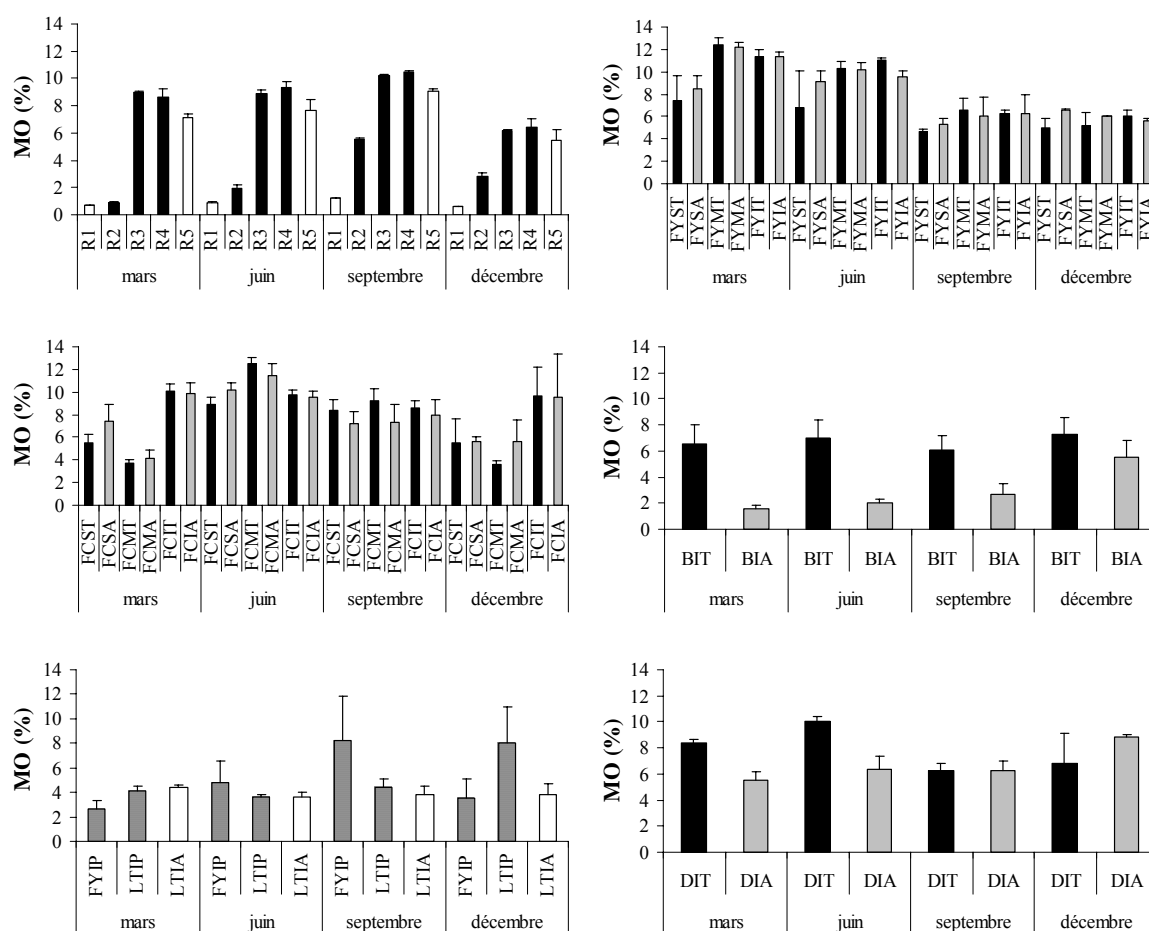 MO (%)
14
12
10
8
6
4
2
0
R1 R2 R3 R4 R5 R1 R2 R3 R4 R5 R1 R2 R3 R4 R5 R1 R2 R3 R4 R5
mars juin septembre décembre
MO (%)
14
12
10
8
6
4
2
0
FYST FYSA FYMT FYMA FYIT FYIA FYST FYSA FYMT FYMA FYIT FYIA FYST FYSA FYMT FYMA FYIT FYIA FYST FYSA FYMT FYMA FYIT FYIA
mars juin septembre décembre
MO (%)
14
12
10
8
6
4
2
0
FCST FCSA FCMT FCMA FCIT FCIA FCST FCSA FCMT FCMA FCIT FCIA FCST FCSA FCMT FCMA FCIT FCIA FCST FCSA FCMT FCMA FCIT FCIA
mars juin septembre décembre
MO (%)
14
12
10
8
6
4
2
0
BIT BIA BIT BIA BIT BIA BIT BIA
mars juin septembre décembre
MO (%)
14
12
10
8
6
4
2
0
FYIP LTIP LTIA FYIP LTIP LTIA FYIP LTIP LTIA FYIP LTIP LTIA
mars juin septembre décembre
MO (%)
14
12
10
8
6
4
2
0
DIT DIA DIT DIA DIT DIA DIT DIA
mars juin septembre décembre